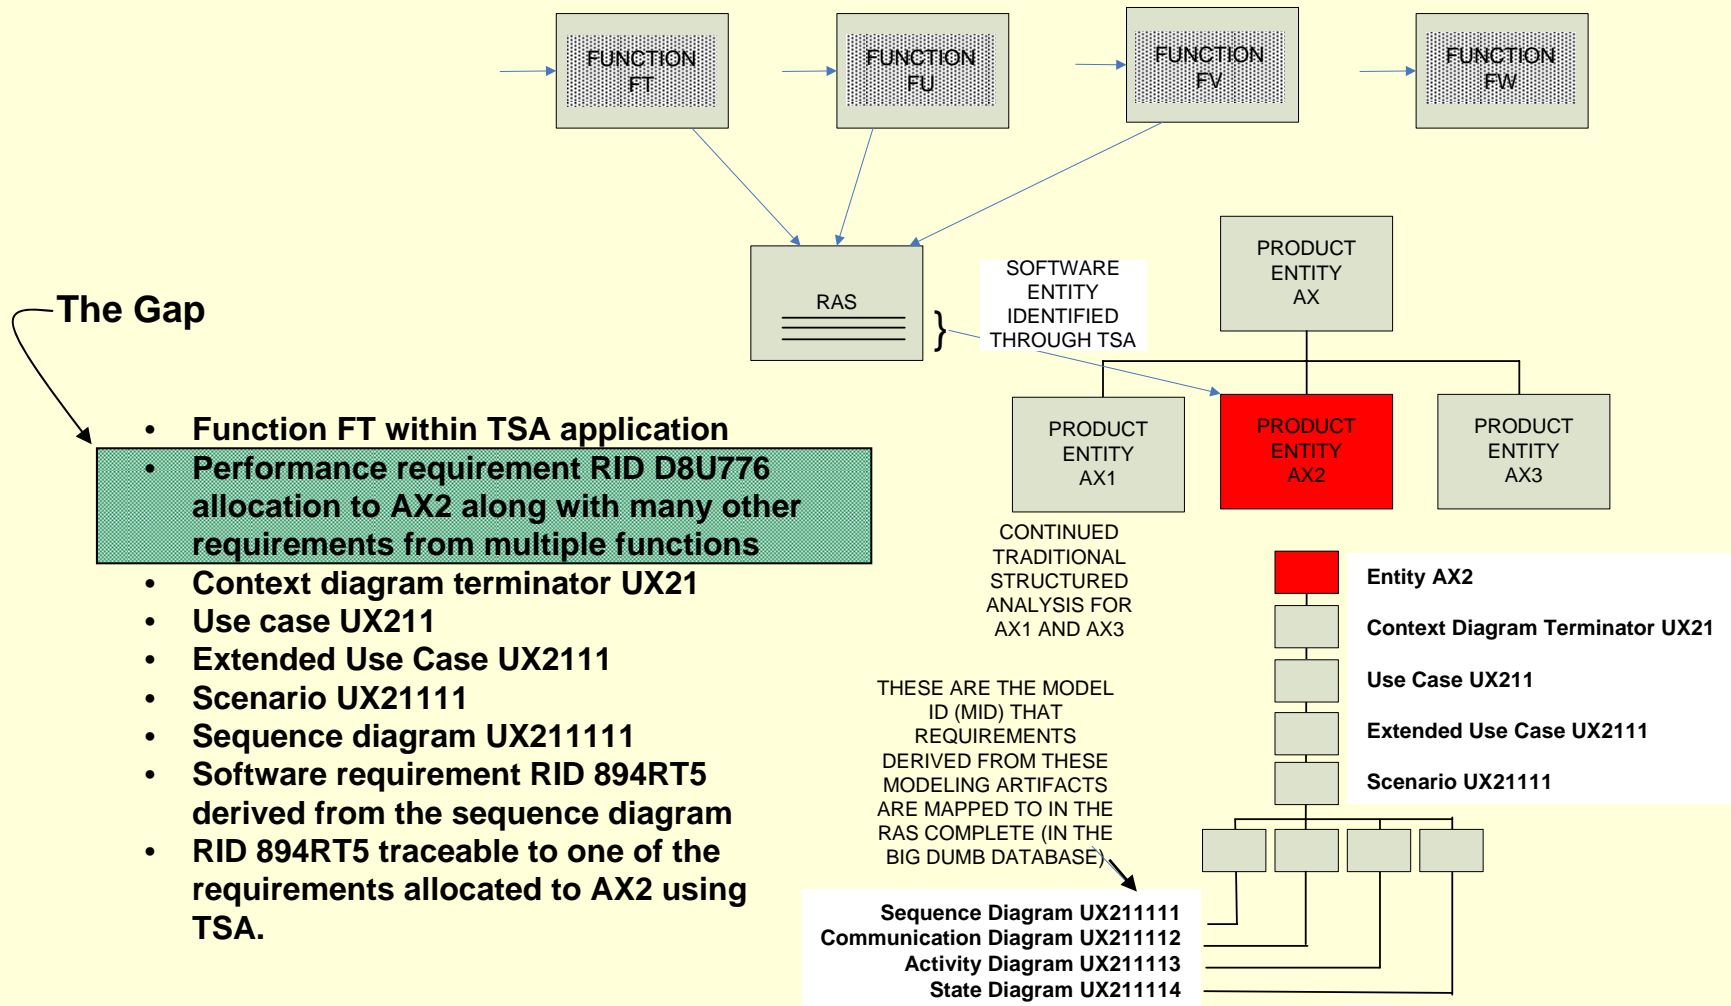 FUNCTION
FT
FUNCTION
FU
FUNCTION
FV
FUNCTION
FW
RAS
}
SOFTWARE
ENTITY
IDENTIFIED
THROUGH TSA
PRODUCT
ENTITY
AX
PRODUCT
ENTITY
AX1
PRODUCT
ENTITY
AX2
PRODUCT
ENTITY
AX3
The Gap
• Function FT within TSA application
• Performance requirement RID D8U776
allocation to AX2 along with many other
requirements from multiple functions
• Context diagram terminator UX21
• Use case UX211
• Extended Use Case UX2111
• Scenario UX21111
• Sequence diagram UX211111
• Software requirement RID 894RT5
derived from the sequence diagram
• RID 894RT5 traceable to one of the
requirements allocated to AX2 using
TSA.
CONTINUED
TRADITIONAL
STRUCTURED
ANALYSIS FOR
AX1 AND AX3
THESE ARE THE MODEL
ID (MID) THAT
REQUIREMENTS
DERIVED FROM THESE
MODELING ARTIFACTS
ARE MAPPED TO IN THE
RAS COMPLETE (IN THE
BIG DUMB DATABASE)
Entity AX2
Context Diagram Terminator UX21
Use Case UX211
Extended Use Case UX2111
Scenario UX21111
Sequence Diagram UX211111
Communication Diagram UX211112
Activity Diagram UX211113
State Diagram UX211114